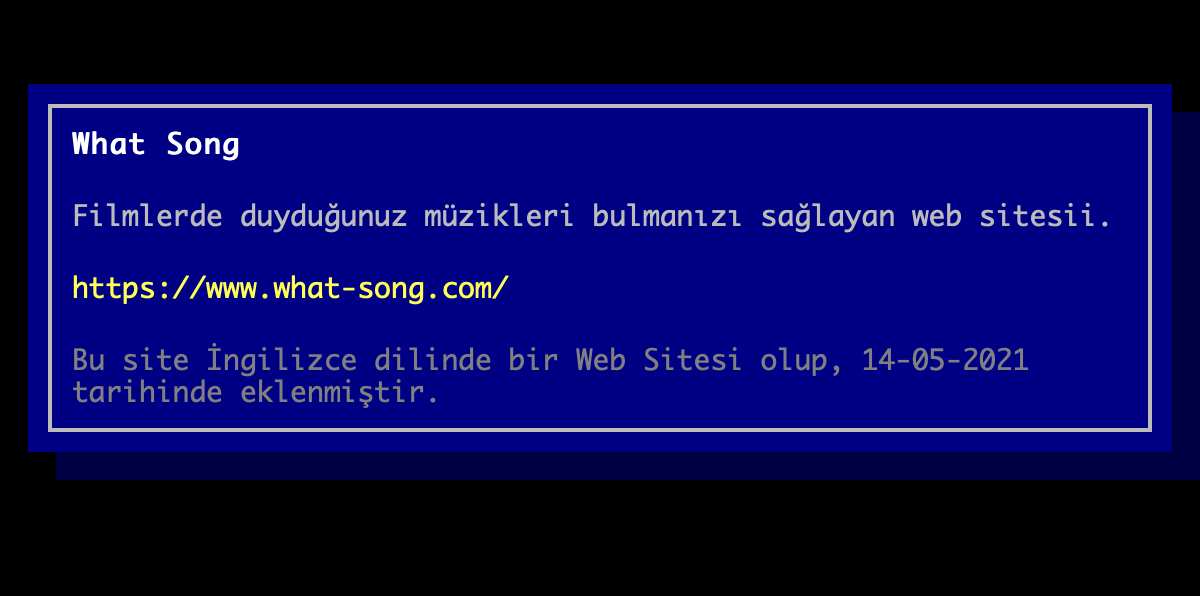 What Song
Filmlerde duyduğunuz müzikleri bulmanızı sağlayan web sitesii.
https://www.what-song.com/
Bu site İngilizce dilinde bir Web Sitesi olup, 14-05-2021
tarihinde eklenmiştir.